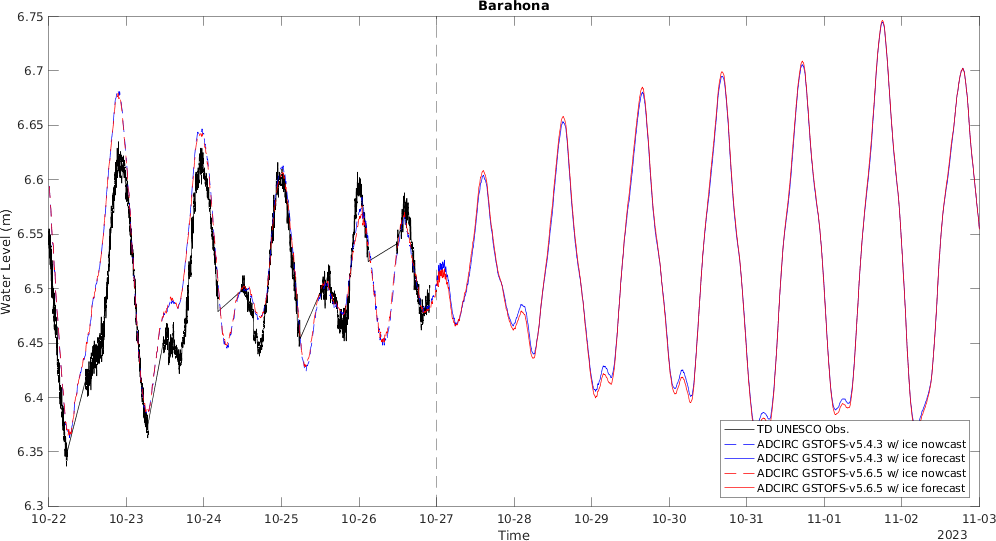 Barahona
6.75
6.7
6.65
6.6
6.55
6.5
6.45
6.4
6.35
6.3
Water Level (m)
10-22 10-23 10-24 10-25 10-26 10-27 10-28 10-29 10-30 10-31 11-01 11-02 11-03
Time
2023
TD UNESCO Obs.
ADCIRC GSTOFS-v5.4.3 w/ ice nowcast
ADCIRC GSTOFS-v5.4.3 w/ ice forecast
ADCIRC GSTOFS-v5.6.5 w/ ice nowcast
ADCIRC GSTOFS-v5.6.5 w/ ice forecast